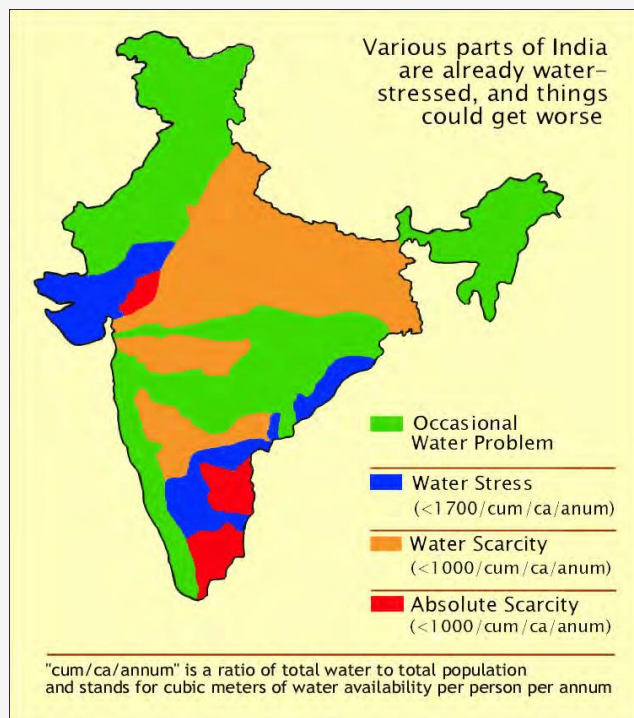 Various parts of India
are already water-
stressed, and things
could get worse
Occasional
Water Problem
Water Stress
(<1700/cum/ca/anum)
Water Scarcity
(<1000/cum/ca/anum)
Absolute Scarcity
(<1000/cum/ca/anum)
"cum/ca/annum" is a ratio of total water to total population
and stands for cubic meters of water availability per person per annum